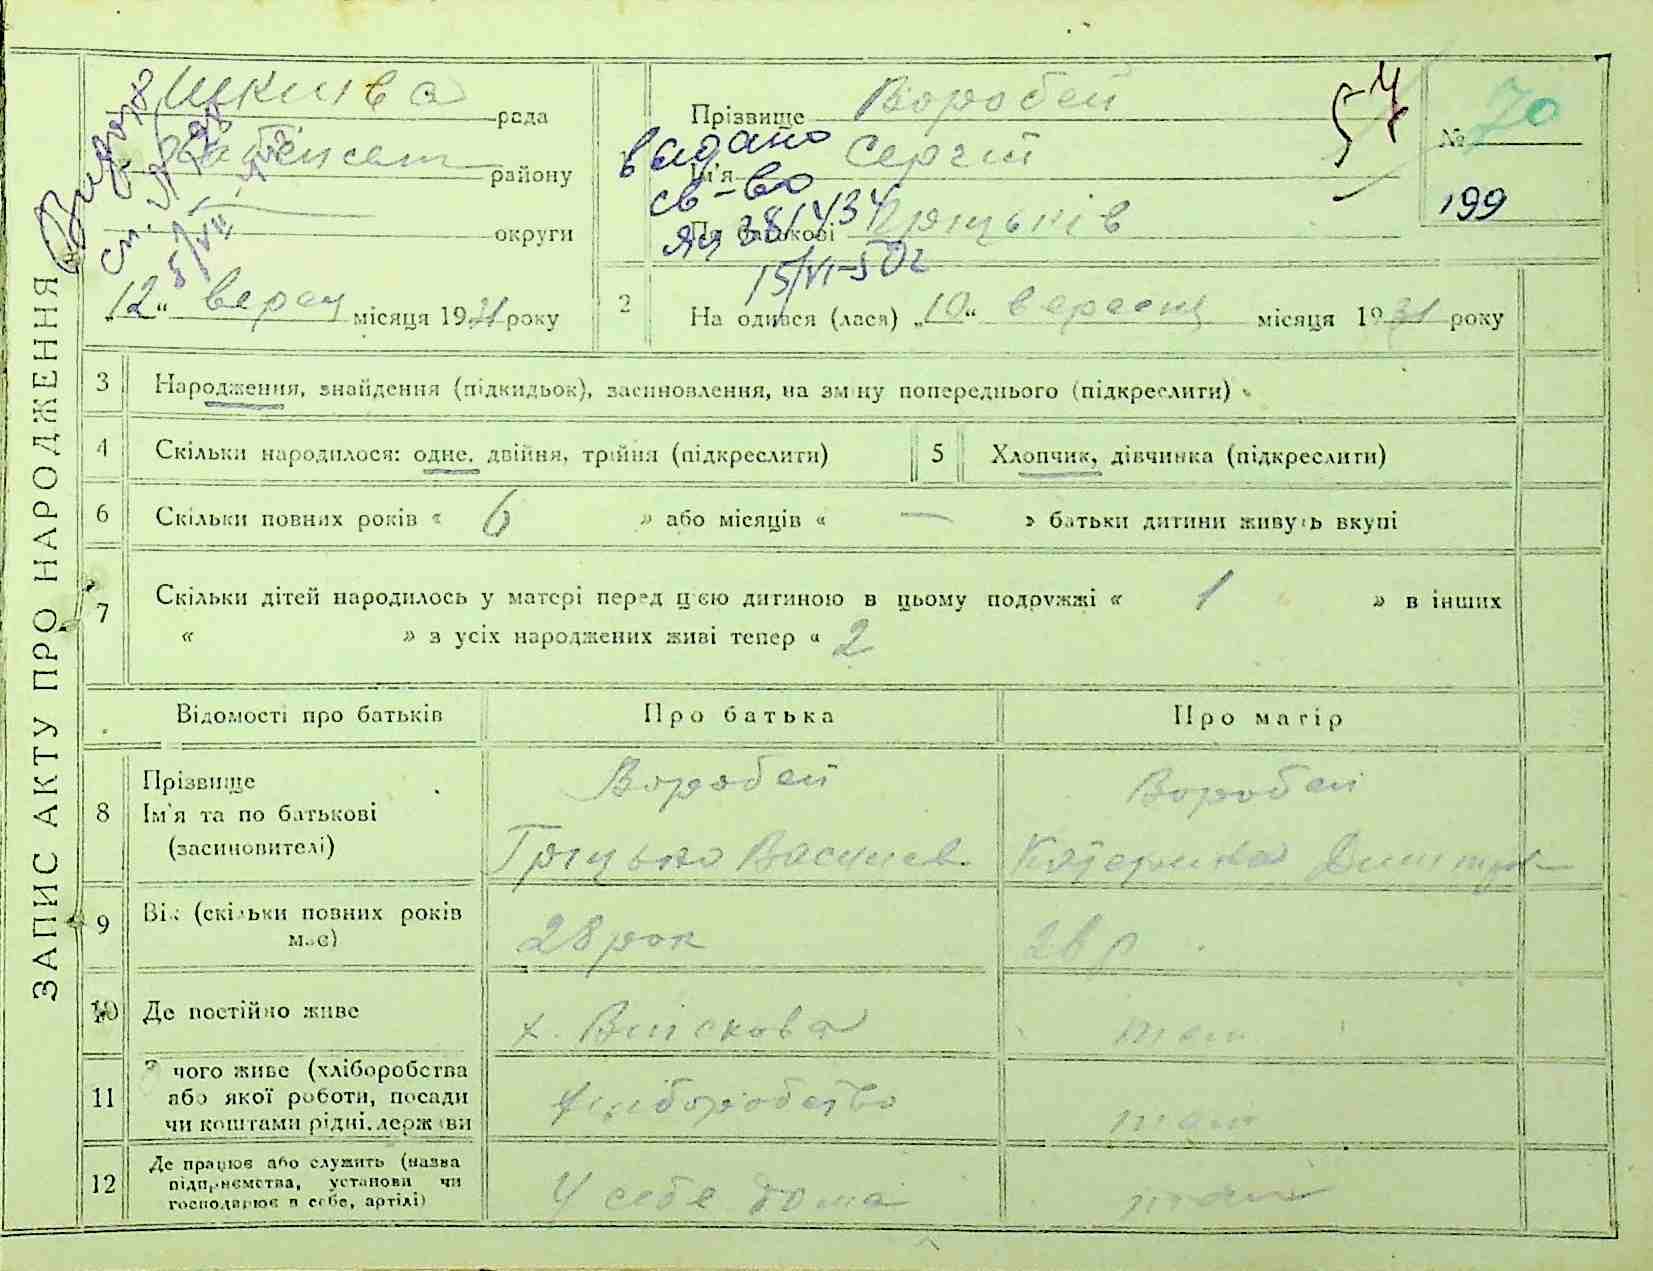 ЗАПИС АКТУ ПРО НАРОДЖЕННЯ
рада
району
округи
„12“ верес місяця 1931 року
Прізвище Воробей
Ім'я Сергій
По батькові Грицьків
видано
св-во
38/434
15/VI-50г
57
№ 70
199
2 На одився (лася) „10“ вересня місяця 1931 року
3 Народження, знайдення (підкидьок), засиновлення, на зміну попереднього (підкреслити)
4 Скільки народилося: одне, двійня, трійня (підкреслити)
5 Хлопчик, дівчинка (підкреслити)
6 Скільки повних років « 6 » або місяців « — » батьки дитини живуть вкупі
7 Скільки дітей народилось у матері перед цією дитиною в цьому подружжі « 1 » в інших
« » з усіх народжених живі тепер « 2
Відомості про батьків Про батька Про матір
8 Прізвище Воробей Воробей
Ім'я та по батькові
(засиновителі) Грицько Василев. Катерина
9 Вік (скільки повних років
має) 28 рок
10 Де постійно живе х. там
11 З чого живе (хліборобства
або якої роботи, посади
чи коштами рідні, держави хліборобство там
12 Де працює або служить (назва
підприємства, установи чи
господарює в себе, артілі) У себе дома там